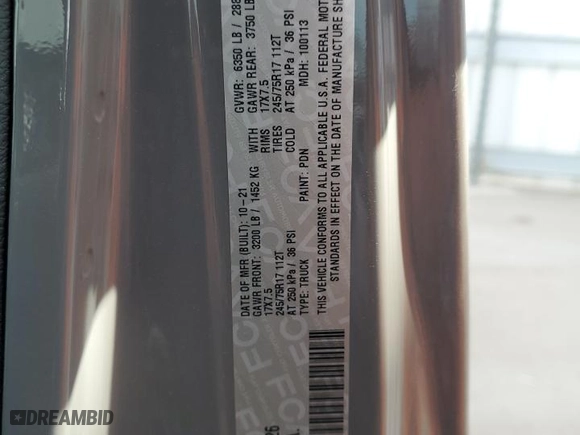 DATE OF MFR (BUILT): 10-21
GVWR: 6350 LB / 288
GAWR FRONT: 3200 LB / 1452 KG WITH GAWR REAR: 3750 LB
17X7.5 RIMS 17X7.5
245/75R17 112T TIRES 245/75R17 112T
AT 250 kPa / 36 PSI COLD AT 250 kPa / 36 PSI
TYPE: TRUCK PAINT: PDN MDH: 100113
THIS VEHICLE CONFORMS TO ALL APPLICABLE U.S.A. FEDERAL MOT
STANDARDS IN EFFECT ON THE DATE OF MANUFACTURE SH
26
A.
DREAMBID